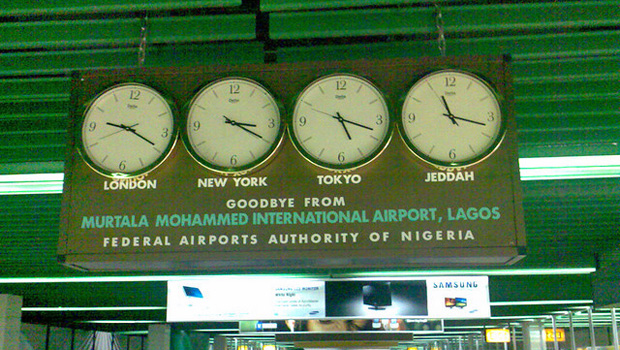 LONDON
NEW YORK
TOKYO
JEDDAH
GOODBYE FROM
MURTALA MOHAMMED INTERNATIONAL AIRPORT, LAGOS
FEDERAL AIRPORTS AUTHORITY OF NIGERIA
SAMSUNG